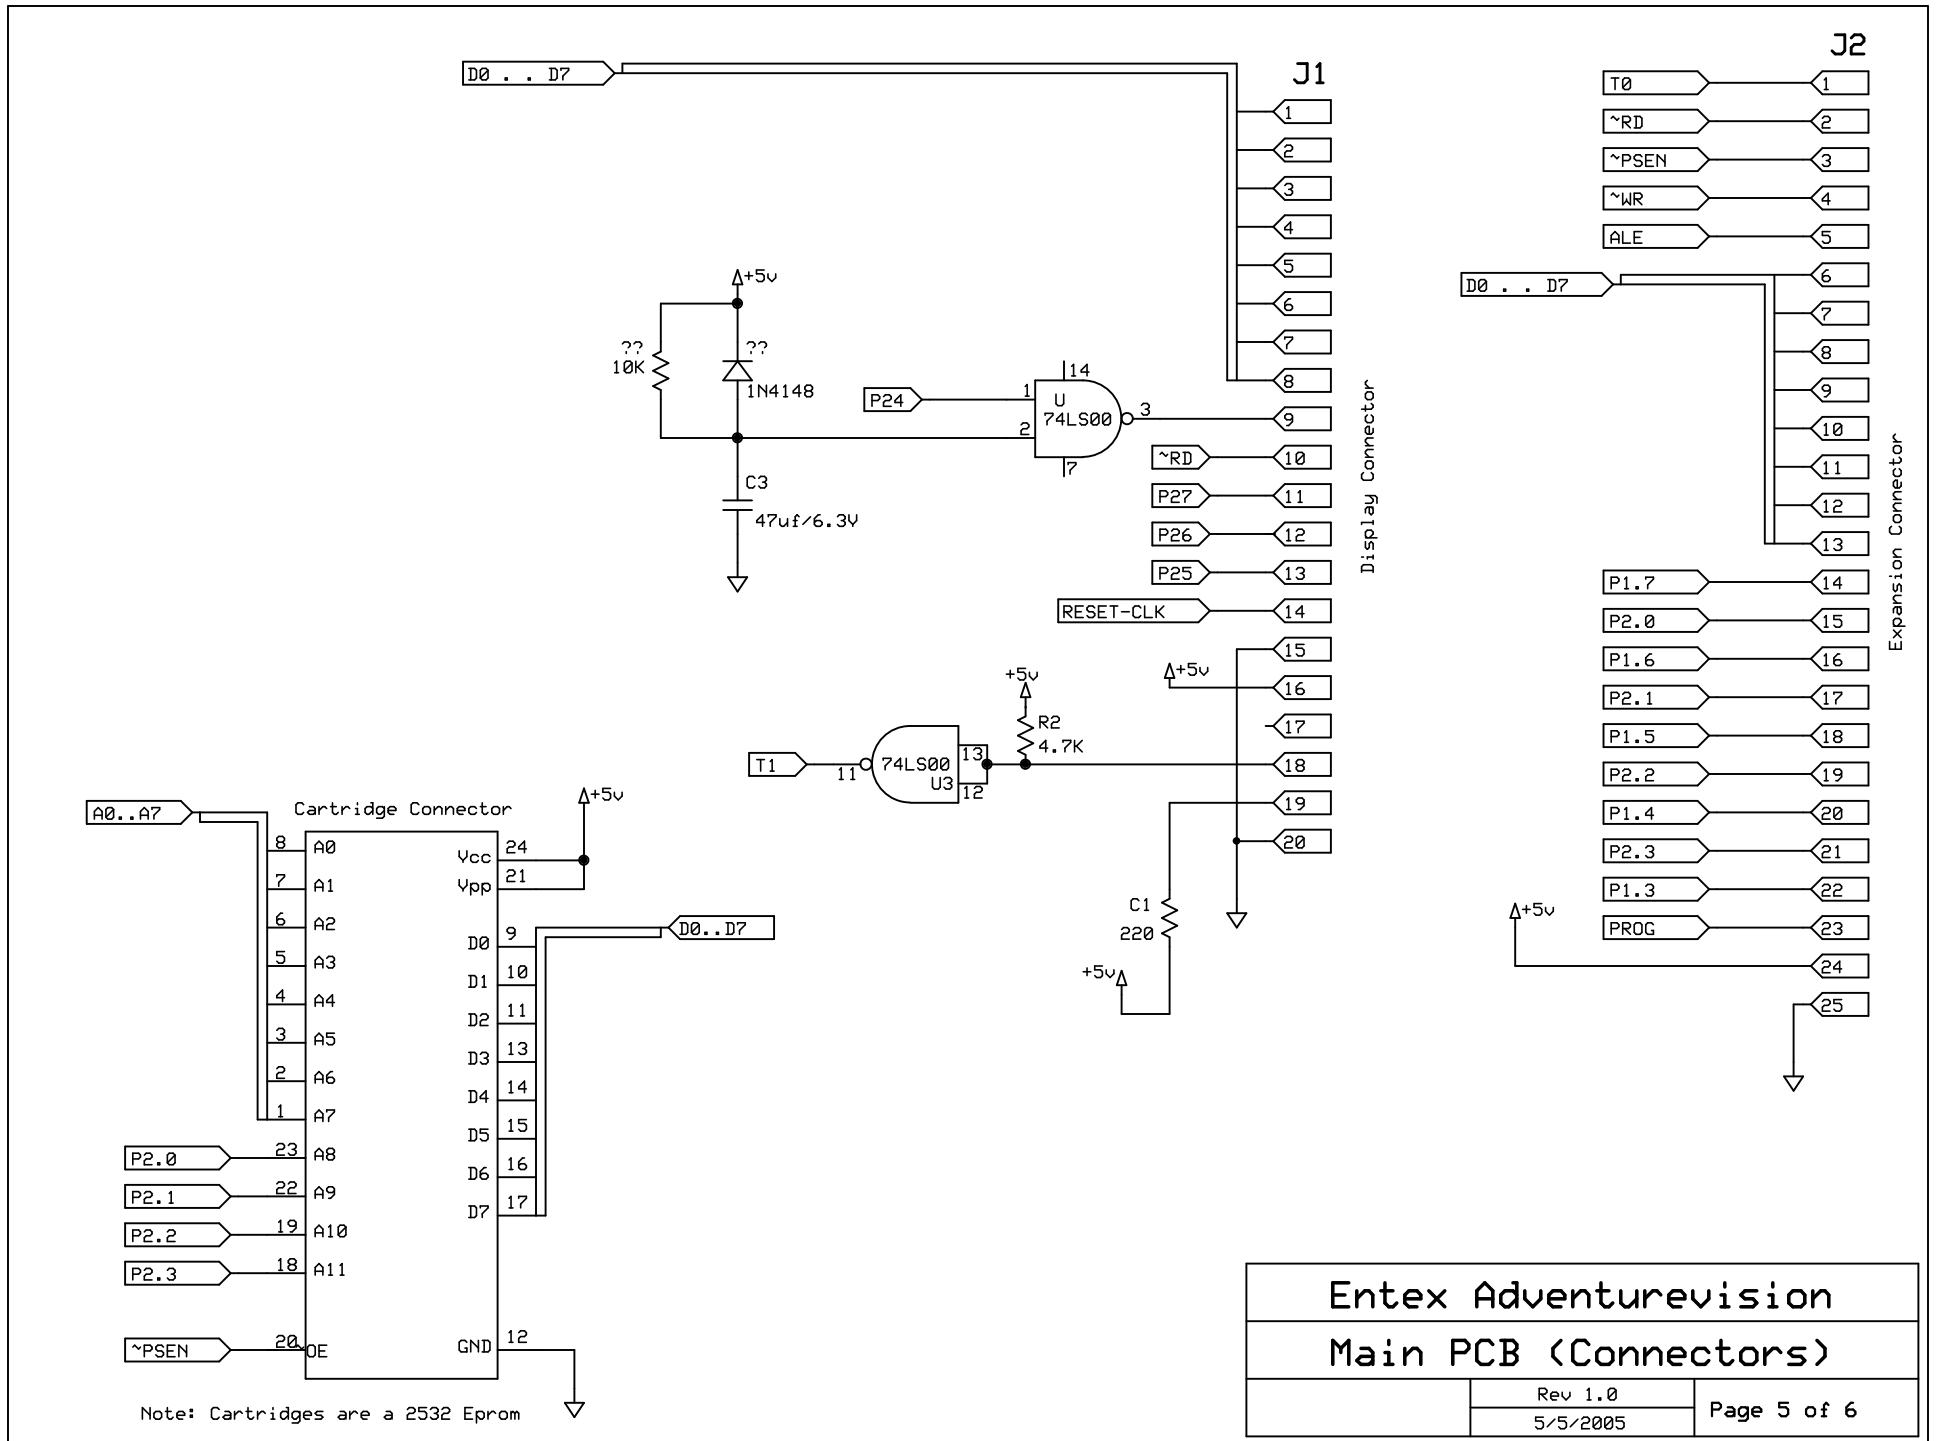 J2
J1
D0 . . D7
1
2
3
4
5
6
7
8
9
10
11
12
13
14
15
16
17
18
19
20
Display Connector
T0
1
~RD
2
~PSEN
3
~WR
4
ALE
5
D0 . . D7
6
7
8
9
10
11
12
13
P1.7
14
P2.0
15
P1.6
16
P2.1
17
P1.5
18
P2.2
19
P1.4
20
P2.3
21
P1.3
22
PROG
23
+5v
24
25
Expansion Connector
+5v
??
10K
??
1N4148
C3
47uf/6.3V
P24
1
2
14
U
74LS00
7
3
~RD
P27
P26
P25
RESET-CLK
+5v
+5v
R2
4.7K
T1
11
74LS00
U3
13
12
C1
220
+5v
Cartridge Connector
+5v
A0..A7
8 A0
7 A1
6 A2
5 A3
4 A4
3 A5
2 A6
1 A7
P2.0 23 A8
P2.1 22 A9
P2.2 19 A10
P2.3 18 A11
~PSEN 20 ~OE
Vcc 24
Vpp 21
D0..D7
D0 9
D1 10
D2 11
D3 13
D4 14
D5 15
D6 16
D7 17
GND 12
Note: Cartridges are a 2532 Eprom
Entex Adventurevision
Main PCB (Connectors)
Rev 1.0
5/5/2005
Page 5 of 6